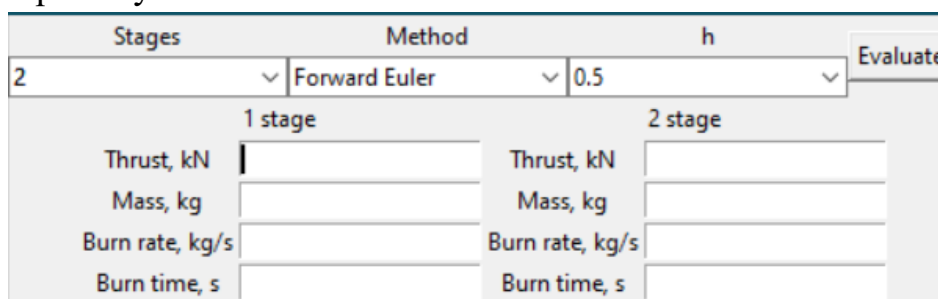 Stages Method h
2 Forward Euler 0.5 Evaluate
1 stage 2 stage
Thrust, kN Thrust, kN
Mass, kg Mass, kg
Burn rate, kg/s Burn rate, kg/s
Burn time, s Burn time, s